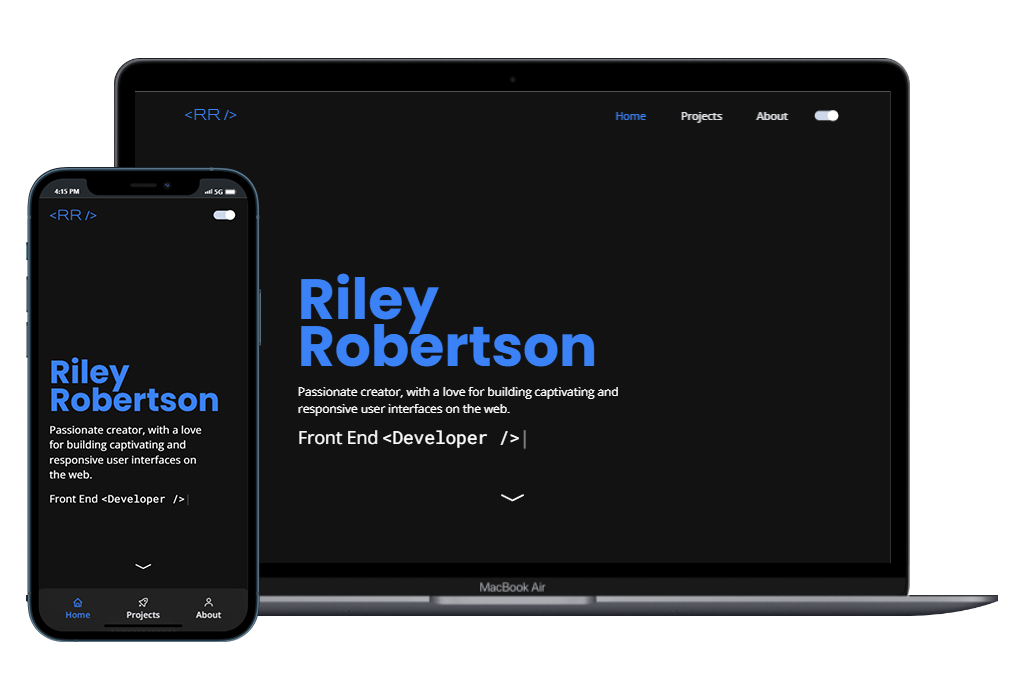 <RR />
Home Projects About
Riley
Robertson
Passionate creator, with a love for building captivating and
responsive user interfaces on the web.
Front End <Developer />|
MacBook Air
4:15 PM 5G
<RR />
Riley
Robertson
Passionate creator, with a love
for building captivating and
responsive user interfaces on
the web.
Front End <Developer />|
Home Projects About